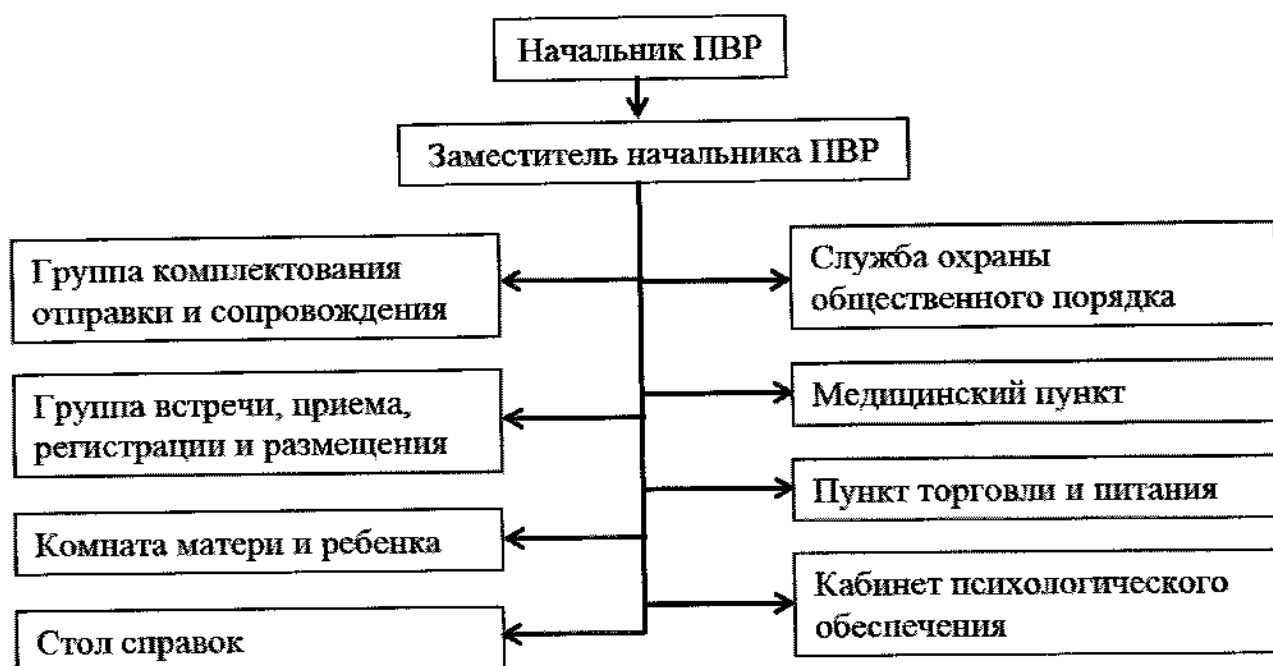 Начальник ПВР
Заместитель начальника ПВР
Группа комплектования
отправки и сопровождения
Группа встречи, приема,
регистрации и размещения
Комната матери и ребенка
Стол справок
Служба охраны
общественного порядка
Медицинский пункт
Пункт торговли и питания
Кабинет психологического
обеспечения